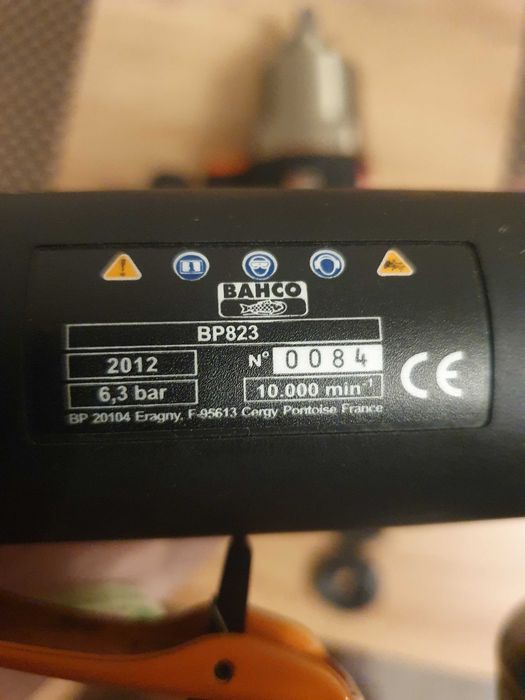 BAHCO
BP823
2012 N° 0084
6,3 bar 10.000 min⁻¹
CE
BP 20104 Eragny, F-95613 Cergy Pontoise France